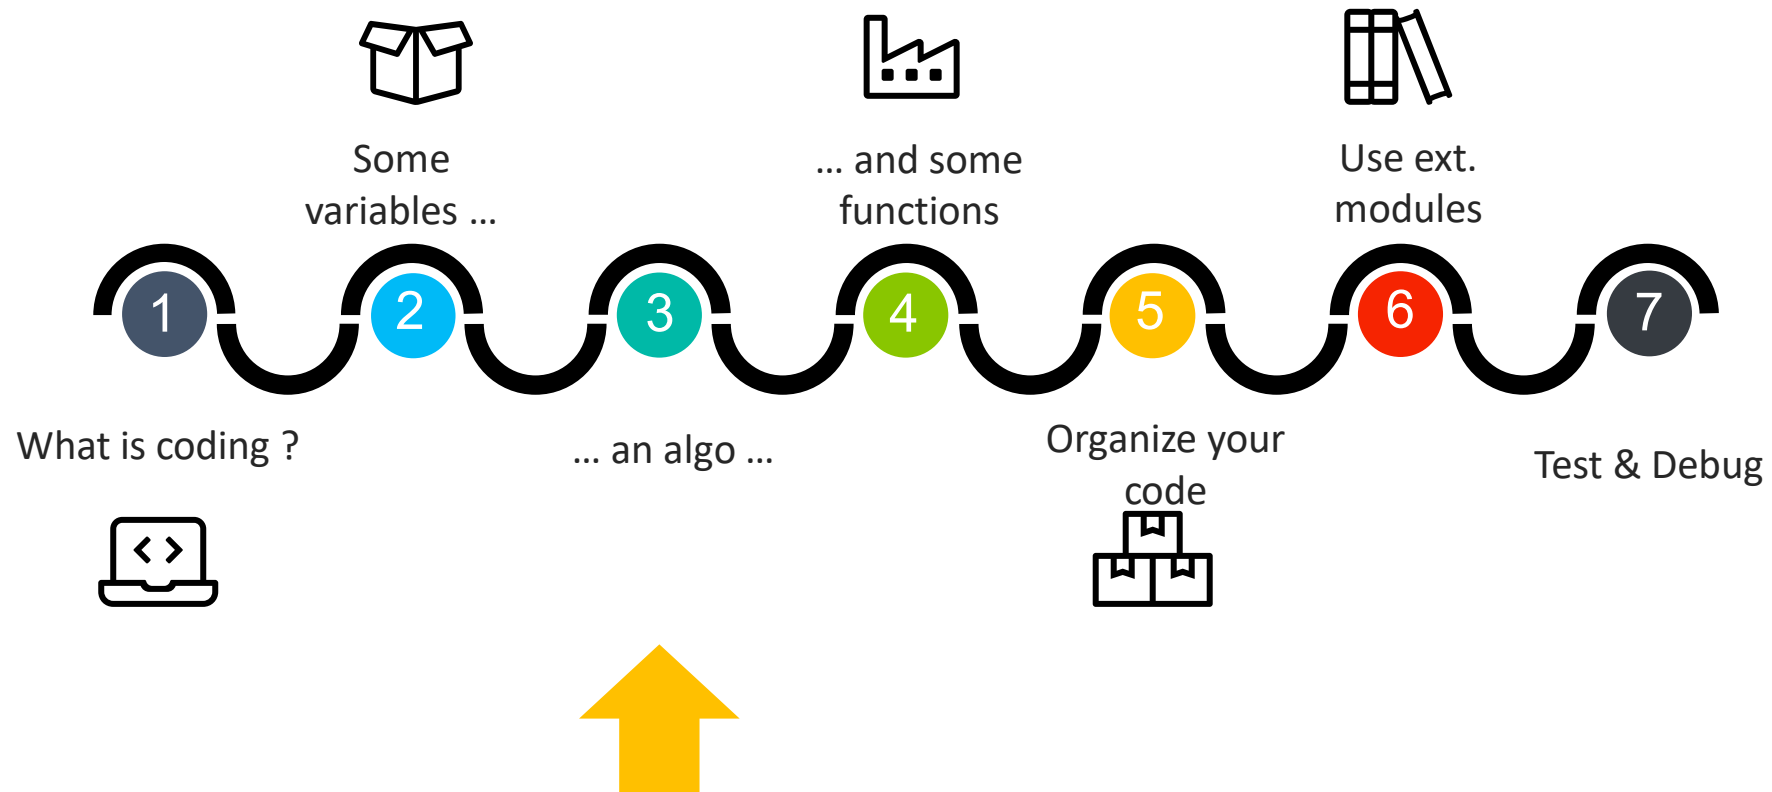 Some
variables …
… and some
functions
Use ext.
modules
1
2
3
4
5
6
7
What is coding ?
… an algo …
Organize your
code
Test & Debug